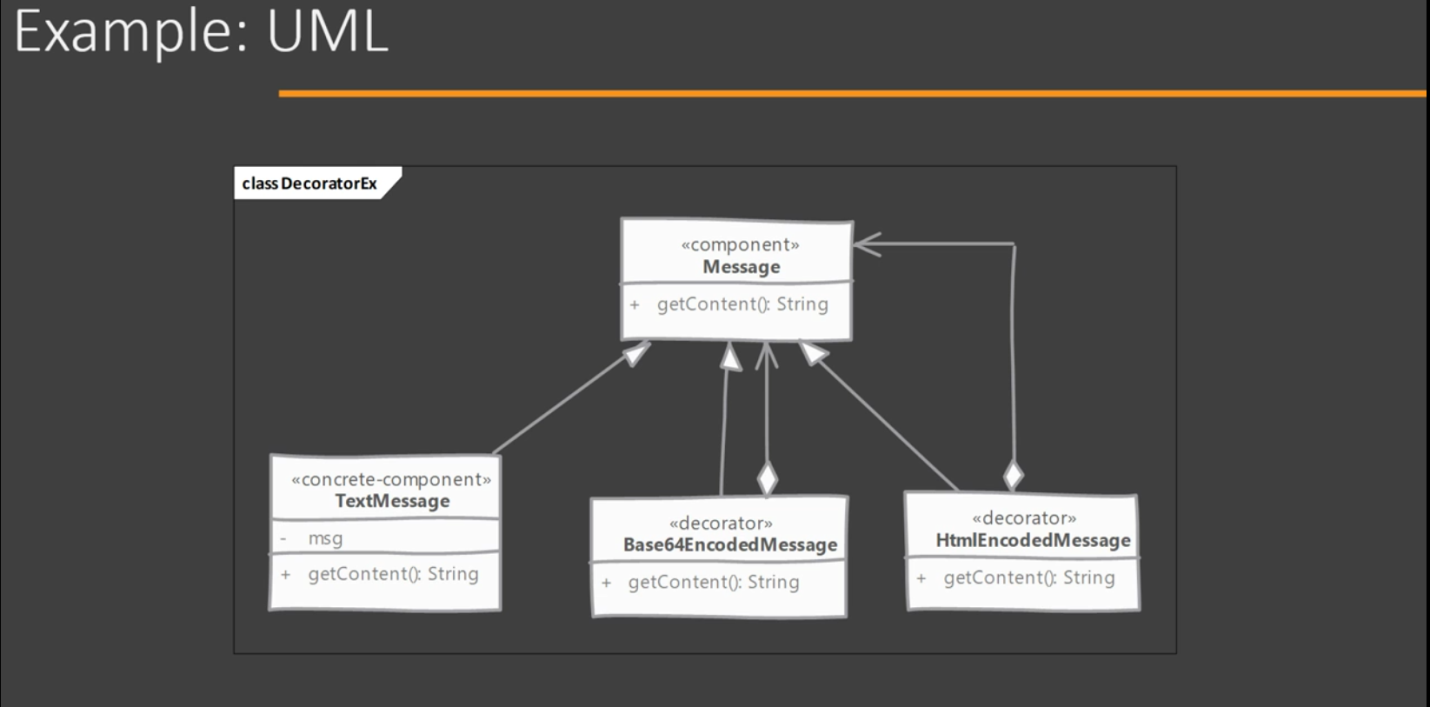 Example: UML
class DecoratorEx
«component»
Message
+ getContent(): String
«concrete-component»
TextMessage
- msg
+ getContent(): String
«decorator»
Base64EncodedMessage
+ getContent(): String
«decorator»
HtmlEncodedMessage
+ getContent(): String